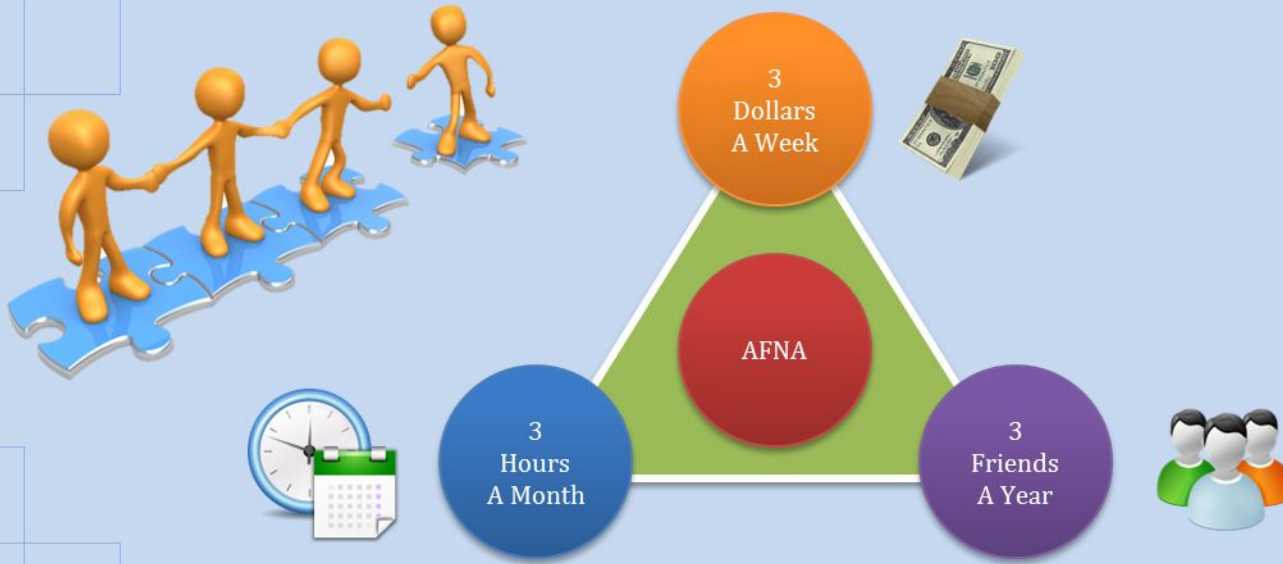 3
Dollars
A Week
AFNA
3
Hours
A Month
3
Friends
A Year